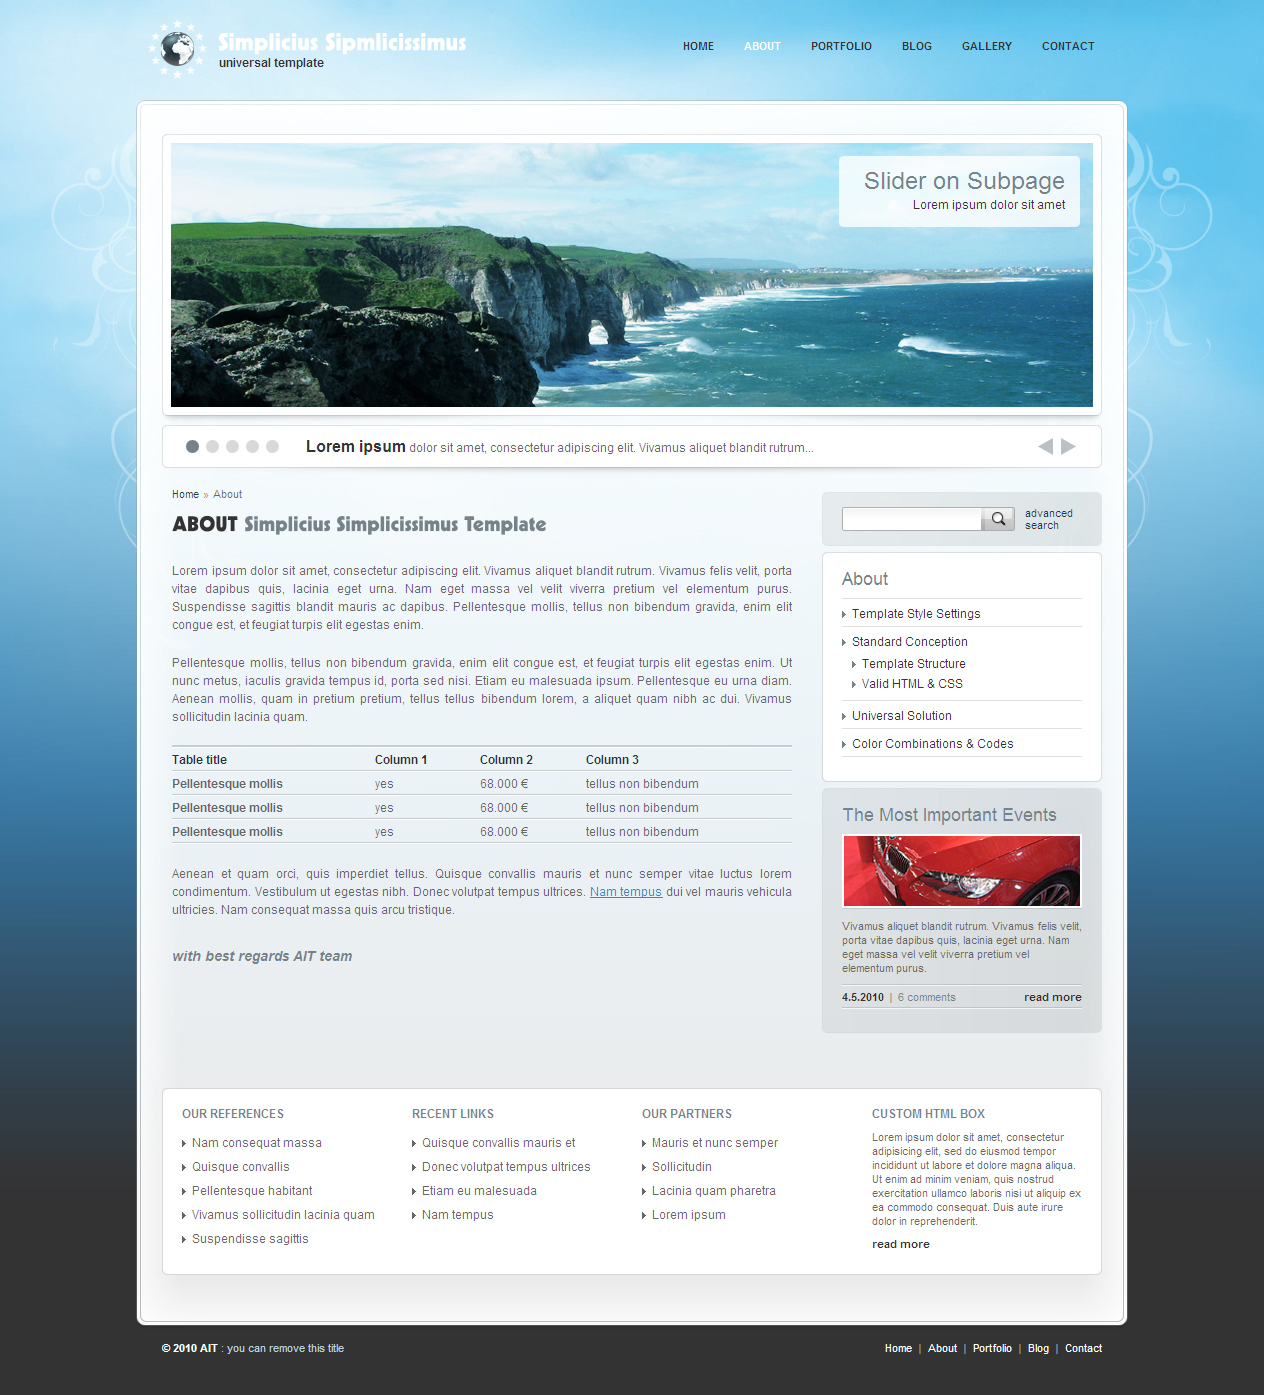 Simplicius Sipmlicissimus
universal template
HOME ABOUT PORTFOLIO BLOG GALLERY CONTACT
Slider on Subpage
Lorem ipsum dolor sit amet
Lorem ipsum dolor sit amet, consectetur adipiscing elit. Vivamus aliquet blandit rutrum...
Home » About
ABOUT Simplicius Simplicissimus Template
Lorem ipsum dolor sit amet, consectetur adipiscing elit. Vivamus aliquet blandit rutrum. Vivamus felis velit, porta
vitae dapibus quis, lacinia eget urna. Nam eget massa vel velit viverra pretium vel elementum purus.
Suspendisse sagittis blandit mauris ac dapibus. Pellentesque mollis, tellus non bibendum gravida, enim elit
congue est, et feugiat turpis elit egestas enim.
Pellentesque mollis, tellus non bibendum gravida, enim elit congue est, et feugiat turpis elit egestas enim. Ut
nunc metus, iaculis gravida tempus id, porta sed nisi. Etiam eu malesuada ipsum. Pellentesque eu urna diam.
Aenean mollis, quam in pretium pretium, tellus tellus bibendum lorem, a aliquet quam nibh ac dui. Vivamus
sollicitudin lacinia quam.
Table title Column 1 Column 2 Column 3
Pellentesque mollis yes 68.000 € tellus non bibendum
Pellentesque mollis yes 68.000 € tellus non bibendum
Pellentesque mollis yes 68.000 € tellus non bibendum
Aenean et quam orci, quis imperdiet tellus. Quisque convallis mauris et nunc semper vitae luctus lorem
condimentum. Vestibulum ut egestas nibh. Donec volutpat tempus ultrices. Nam tempus dui vel mauris vehicula
ultricies. Nam consequat massa quis arcu tristique.
with best regards AIT team
advanced
search
About
Template Style Settings
Standard Conception
Template Structure
Valid HTML & CSS
Universal Solution
Color Combinations & Codes
The Most Important Events
Vivamus aliquet blandit rutrum. Vivamus felis velit,
porta vitae dapibus quis, lacinia eget urna. Nam
eget massa vel velit viverra pretium vel
elementum purus.
4.5.2010 | 6 comments read more
OUR REFERENCES
Nam consequat massa
Quisque convallis
Pellentesque habitant
Vivamus sollicitudin lacinia quam
Suspendisse sagittis
RECENT LINKS
Quisque convallis mauris et
Donec volutpat tempus ultrices
Etiam eu malesuada
Nam tempus
OUR PARTNERS
Mauris et nunc semper
Sollicitudin
Lacinia quam pharetra
Lorem ipsum
CUSTOM HTML BOX
Lorem ipsum dolor sit amet, consectetur
adipisicing elit, sed do eiusmod tempor
incididunt ut labore et dolore magna aliqua.
Ut enim ad minim veniam, quis nostrud
exercitation ullamco laboris nisi ut aliquip ex
ea commodo consequat. Duis aute irure
dolor in reprehenderit.
read more
© 2010 AIT : you can remove this title
Home | About | Portfolio | Blog | Contact